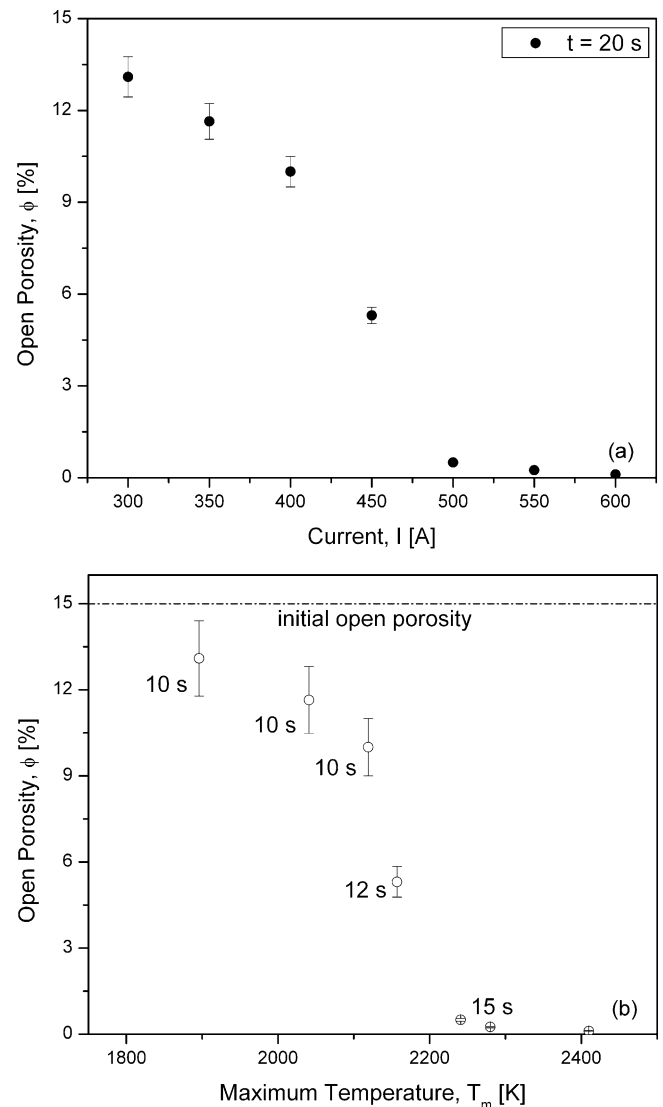 15
t = 20 s
12
9
6
3
0
Open Porosity, ϕ [%]
(a)
300 350 400 450 500 550 600
Current, I [A]
15
initial open porosity
12
10 s
10 s
9
10 s
6
12 s
3
15 s
0
Open Porosity, ϕ [%]
(b)
1800 2000 2200 2400
Maximum Temperature, Tₘ [K]